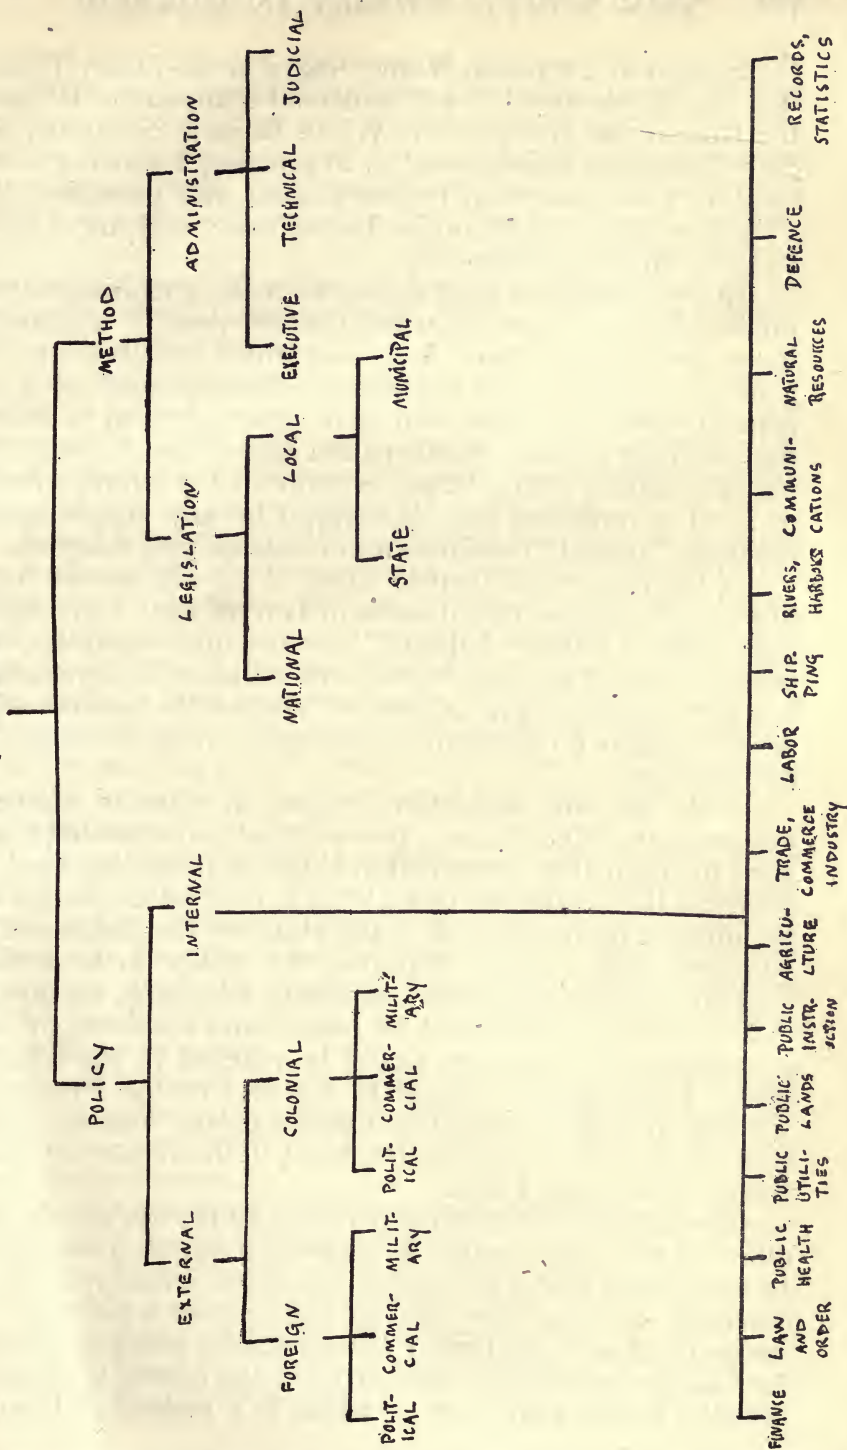 POLICY
METHOD
EXTERNAL
INTERNAL
LEGISLATION
ADMINISTRATION
FOREIGN
COLONIAL
NATIONAL
LOCAL
EXECUTIVE
TECHNICAL
JUDICIAL
POLIT-
ICAL
COMMER-
CIAL
MILIT-
ARY
POLIT-
ICAL
COMMER-
CIAL
MILIT-
ARY
STATE
MUNICIPAL
FINANCE
LAW
AND
ORDER
PUBLIC
HEALTH
PUBLIC
UTILI-
TIES
PUBLIC
LANDS
PUBLIC
INSTR-
UCTION
AGRICU-
LTURE
TRADE,
COMMERCE
INDUSTRY
LABOR
SHIP-
PING
RIVERS,
HARBORS
COMMUNI-
CATIONS
NATURAL
RESOURCES
DEFENCE
RECORDS,
STATISTICS